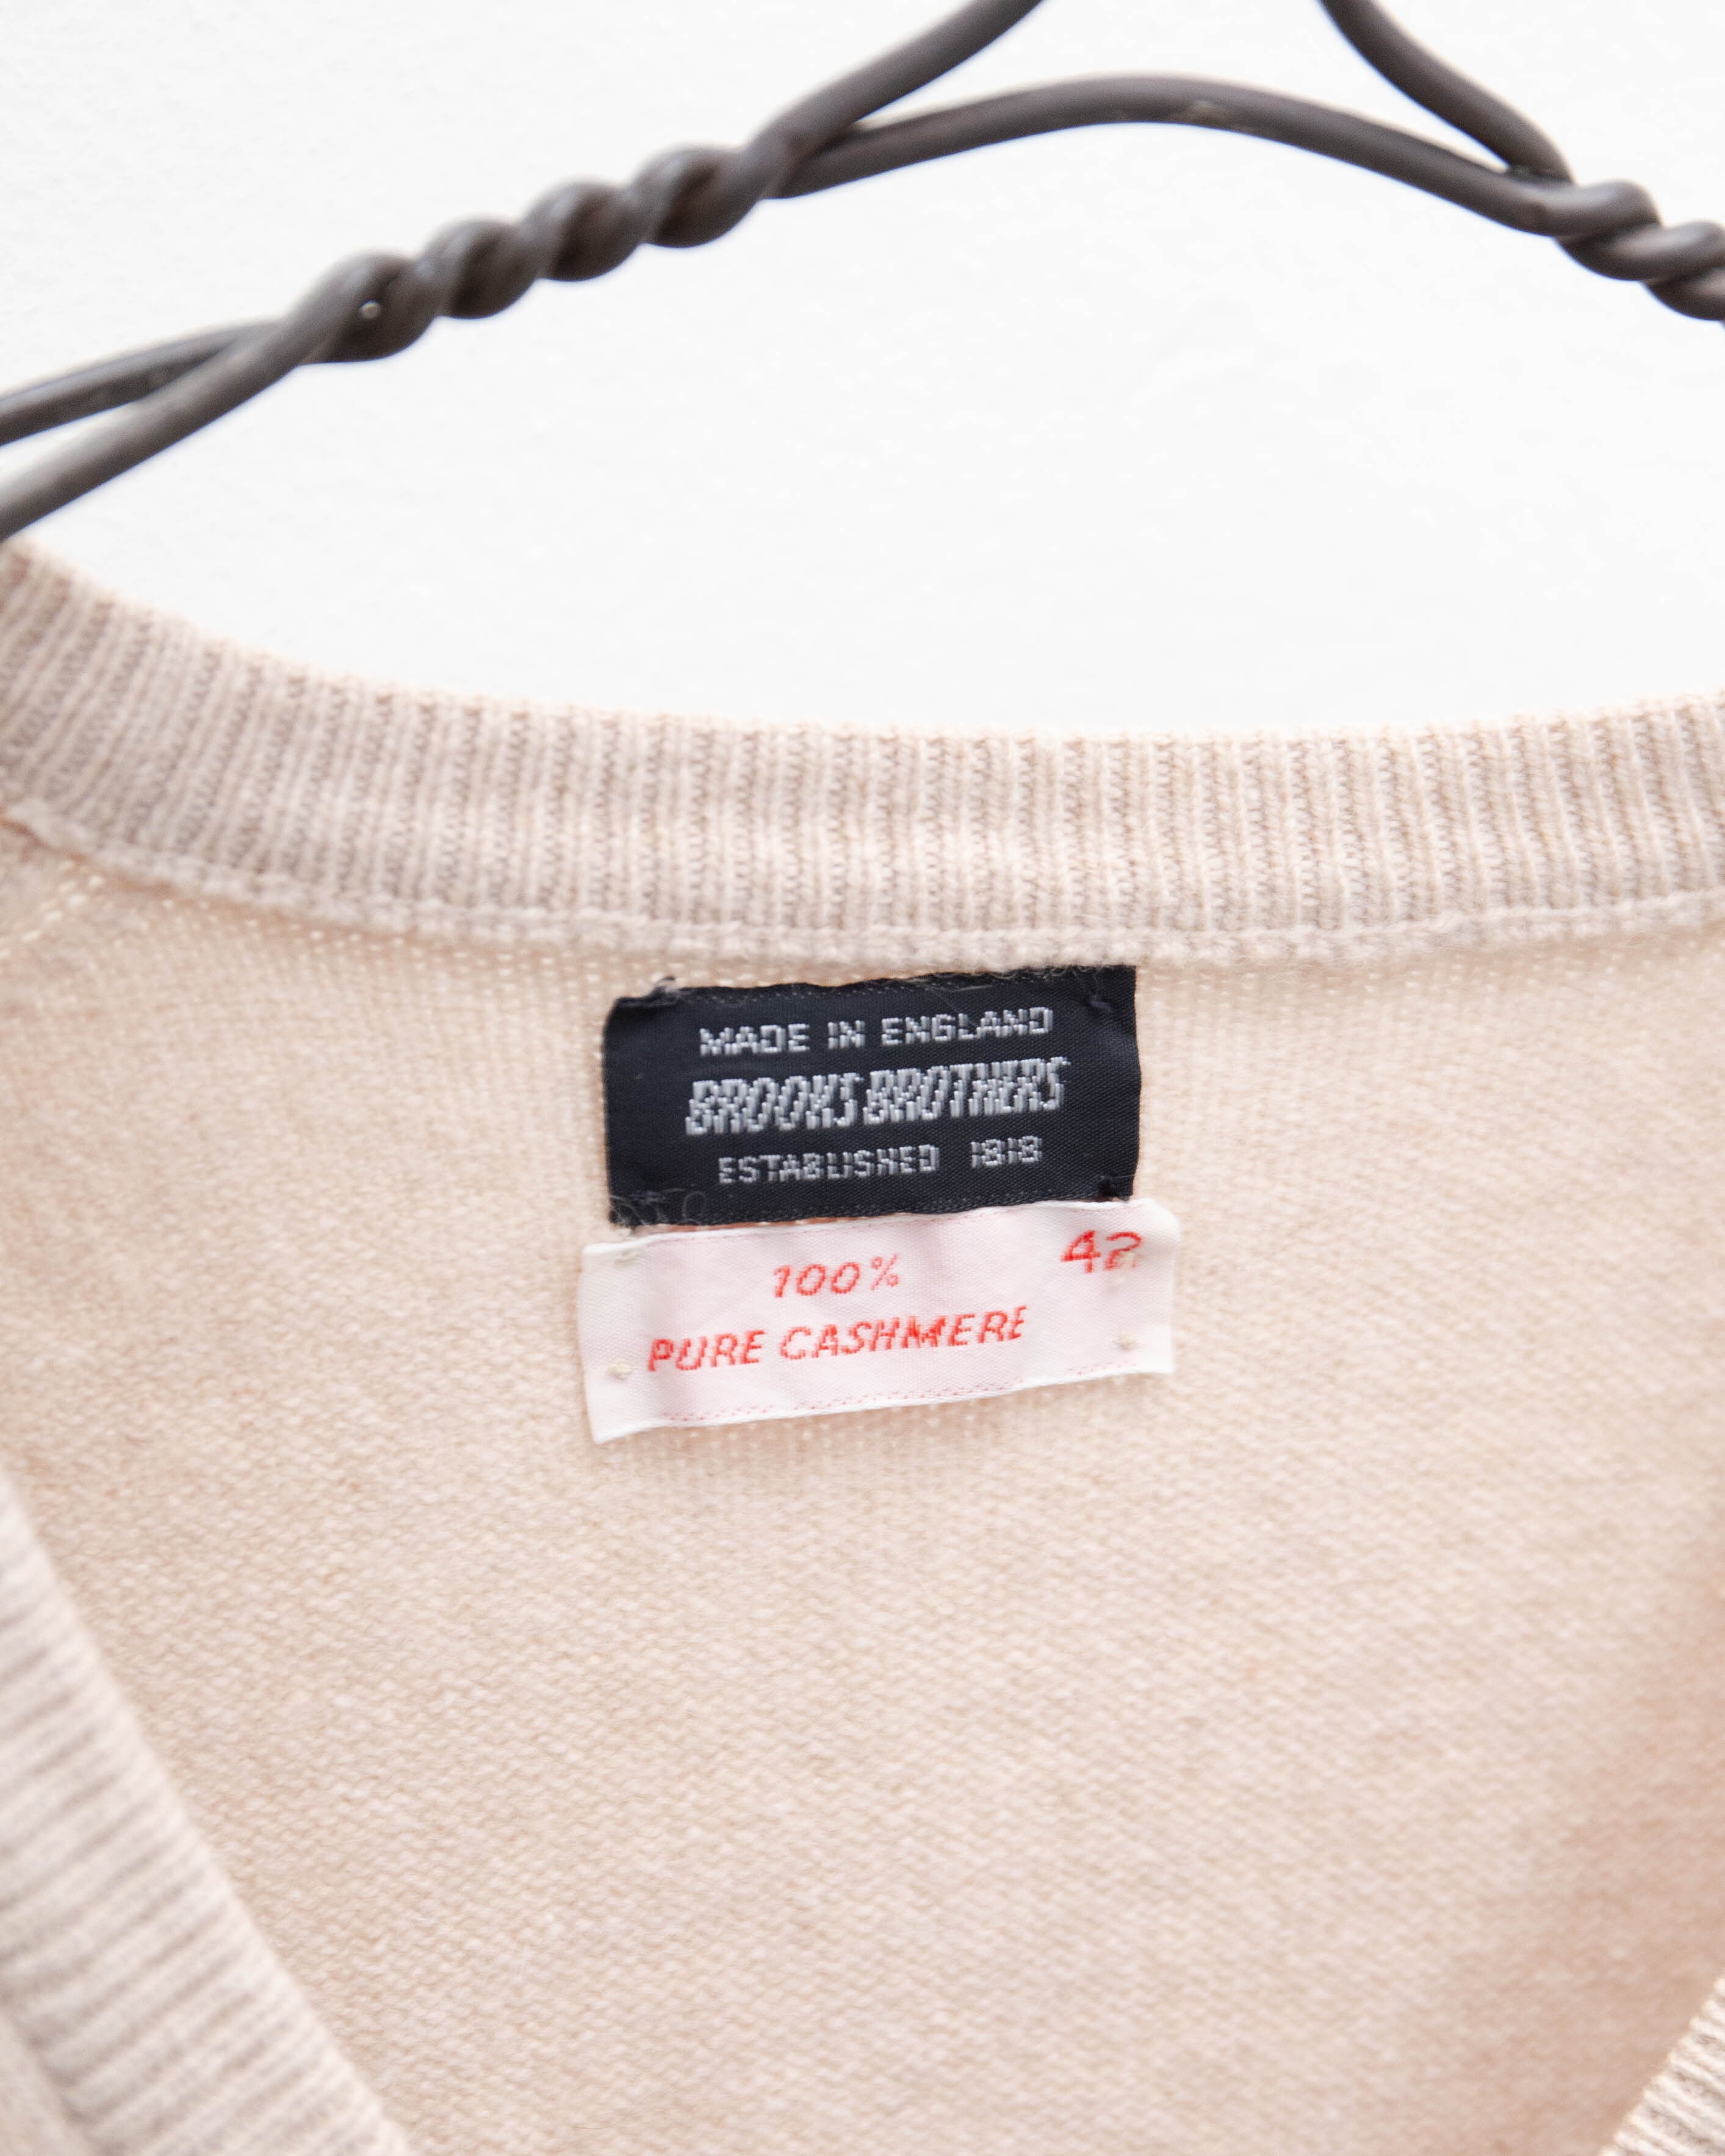 MADE IN ENGLAND
BROOKS BROTHERS
ESTABLISHED 1818
100% 42
PURE CASHMERE